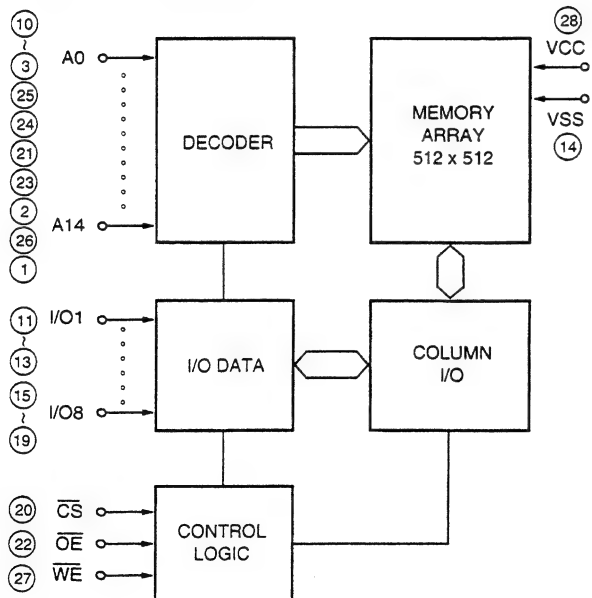 10
~
3
25
24
21
23
2
26
1
A0
A14
DECODER
MEMORY
ARRAY
512 x 512
28
VCC
VSS
14
11
~
13
15
~
19
I/O1
I/O8
I/O DATA
COLUMN
I/O
20 CS
22 OE
27 WE
CONTROL
LOGIC